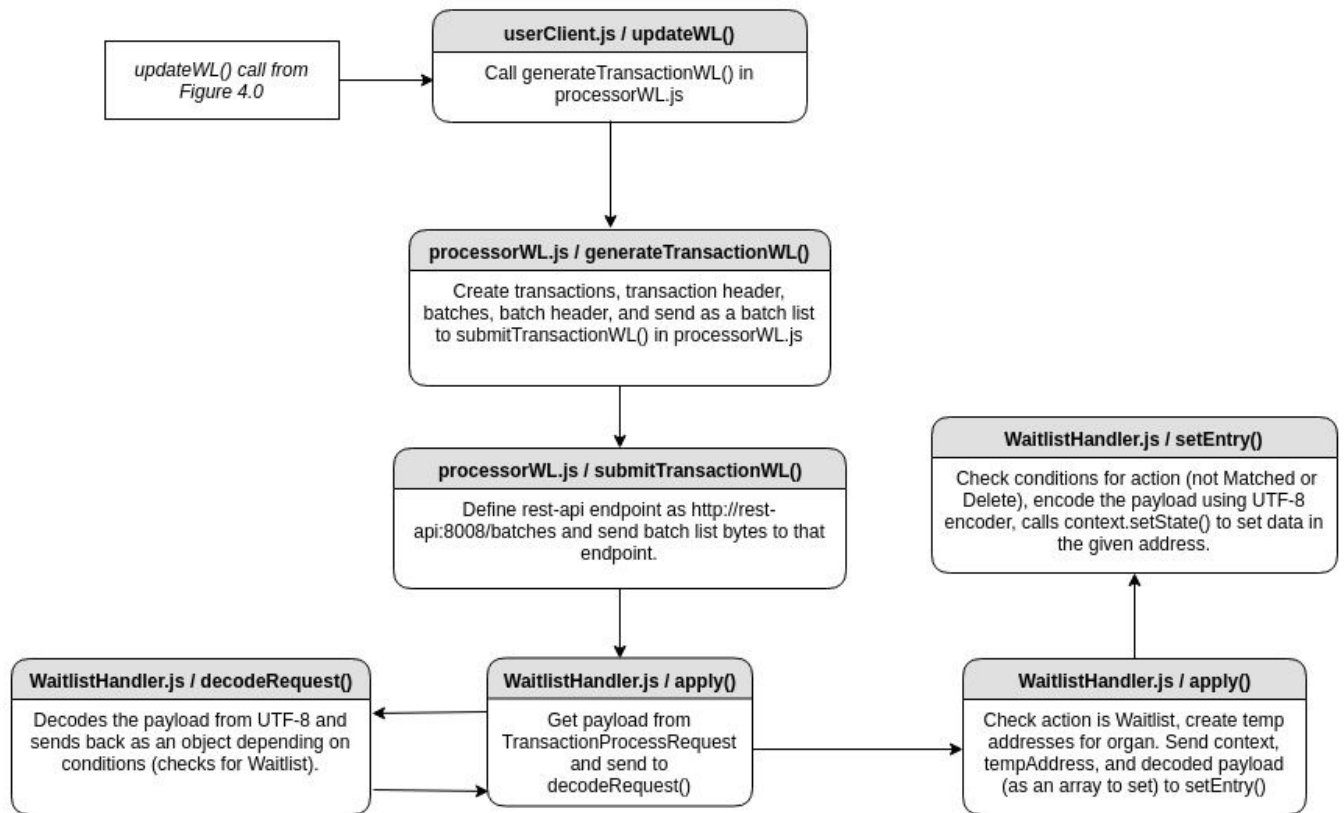 updateWL() call from
Figure 4.0
userClient.js / updateWL()
Call generateTransactionWL() in
processorWL.js
processorWL.js / generateTransactionWL()
Create transactions, transaction header,
batches, batch header, and send as a batch list
to submitTransactionWL() in processorWL.js
processorWL.js / submitTransactionWL()
Define rest-api endpoint as http://rest-
api:8008/batches and send batch list bytes to that
endpoint.
WaitlistHandler.js / decodeRequest()
Decodes the payload from UTF-8 and
sends back as an object depending on
conditions (checks for Waitlist).
WaitlistHandler.js / apply()
Get payload from
TransactionProcessRequest
and send to
decodeRequest()
WaitlistHandler.js / apply()
Check action is Waitlist, create temp
addresses for organ. Send context,
tempAddress, and decoded payload
(as an array to set) to setEntry()
WaitlistHandler.js / setEntry()
Check conditions for action (not Matched or
Delete), encode the payload using UTF-8
encoder, calls context.setState() to set data in
the given address.